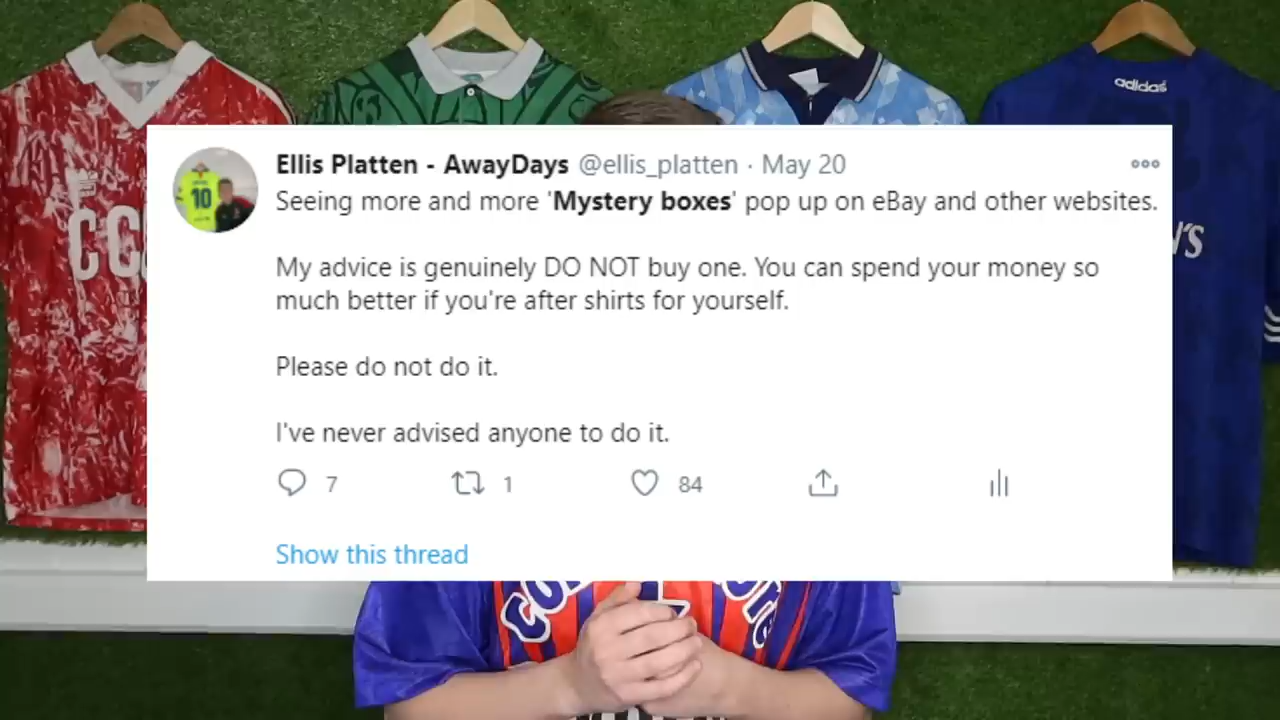 adidas
Ellis Platten - AwayDays @ellis_platten · May 20
Seeing more and more 'Mystery boxes' pop up on eBay and other websites.
My advice is genuinely DO NOT buy one. You can spend your money so
much better if you're after shirts for yourself.
Please do not do it.
I've never advised anyone to do it.
7 1 84
Show this thread
10